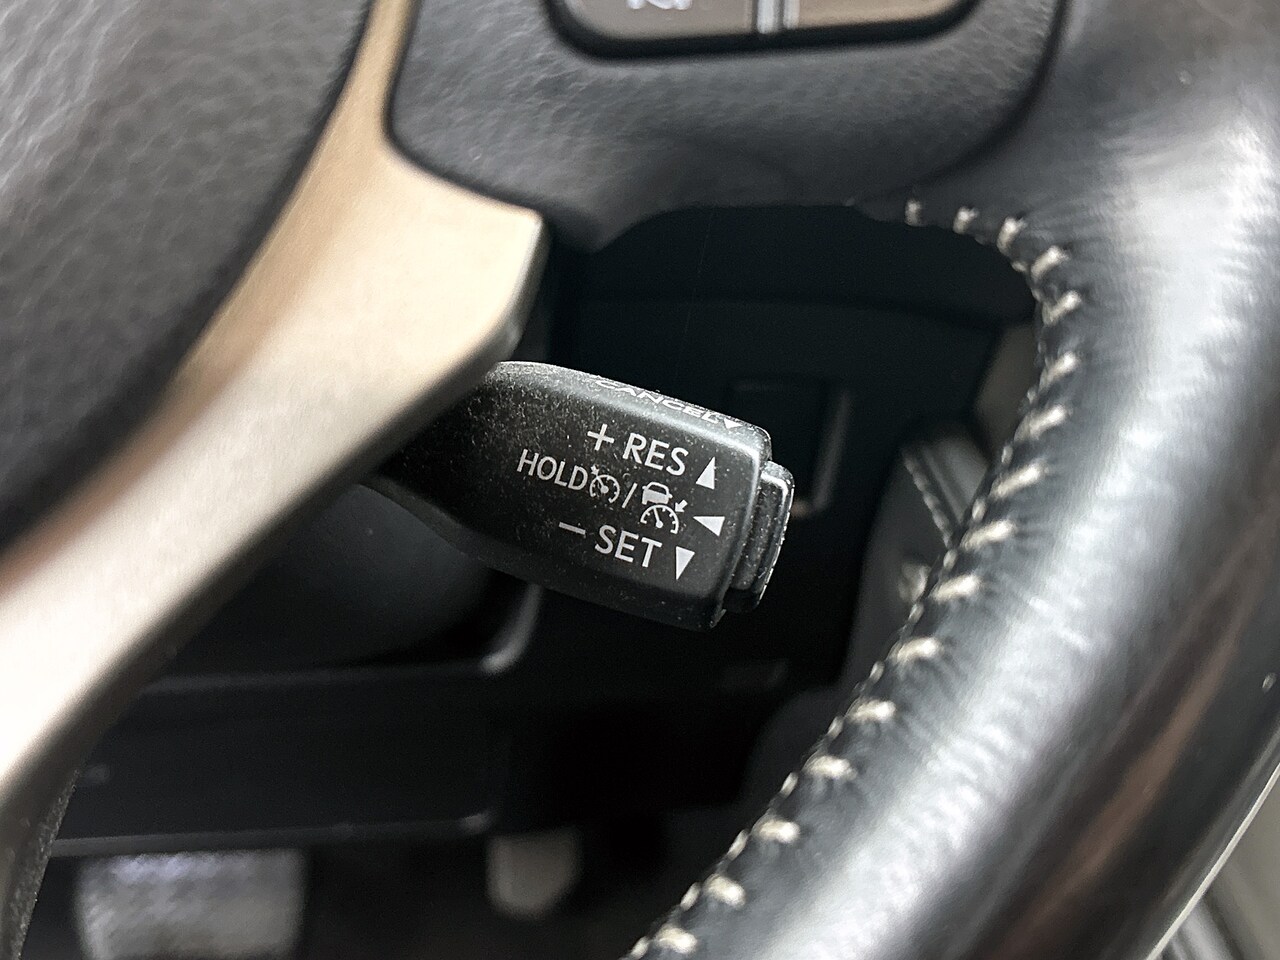 CANCEL▼
+ RES ▲
HOLD / ◀
− SET ▼